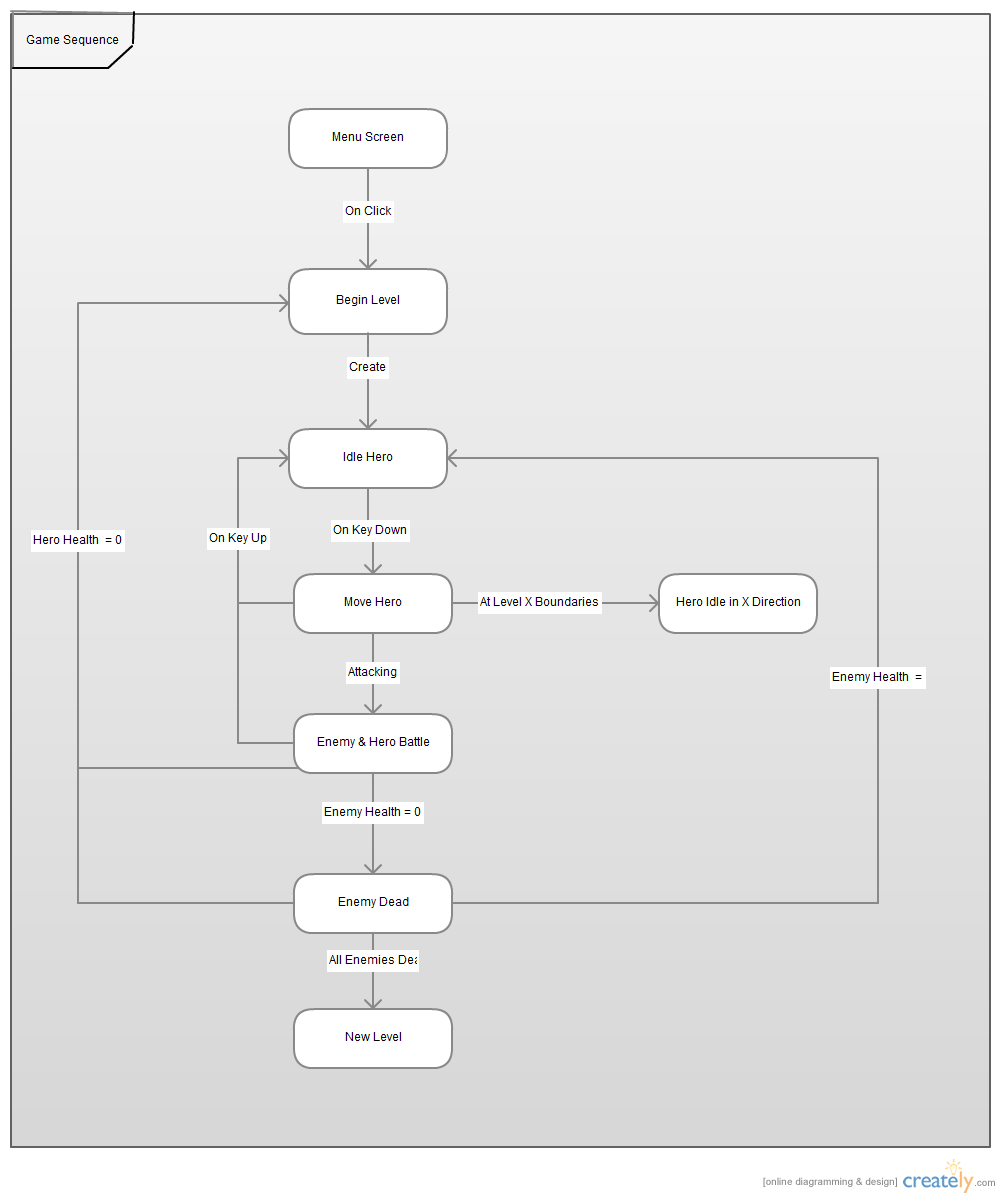 Game Sequence
Menu Screen
On Click
Begin Level
Create
Idle Hero
On Key Down
On Key Up
Hero Health = 0
Move Hero
At Level X Boundaries
Hero Idle in X Direction
Attacking
Enemy Health =
Enemy & Hero Battle
Enemy Health = 0
Enemy Dead
All Enemies Dea
New Level
[online diagramming & design] creately.com